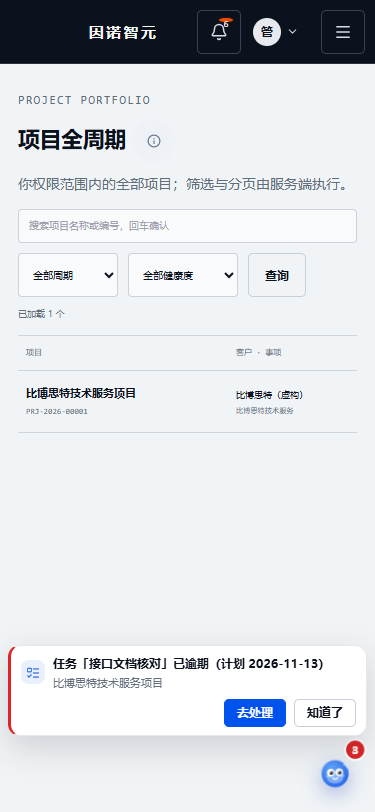 因诺智元
6
管
PROJECT PORTFOLIO
项目全周期
你权限范围内的全部项目；筛选与分页由服务端执行。
搜索项目名称或编号，回车确认
全部周期
全部健康度
查询
已加载 1 个
项目
客户 · 事项
比博思特技术服务项目
PRJ-2026-00001
比博思特（虚构）
比博思特技术服务
任务「接口文档核对」已逾期（计划 2026-11-13）
比博思特技术服务项目
去处理
知道了
3